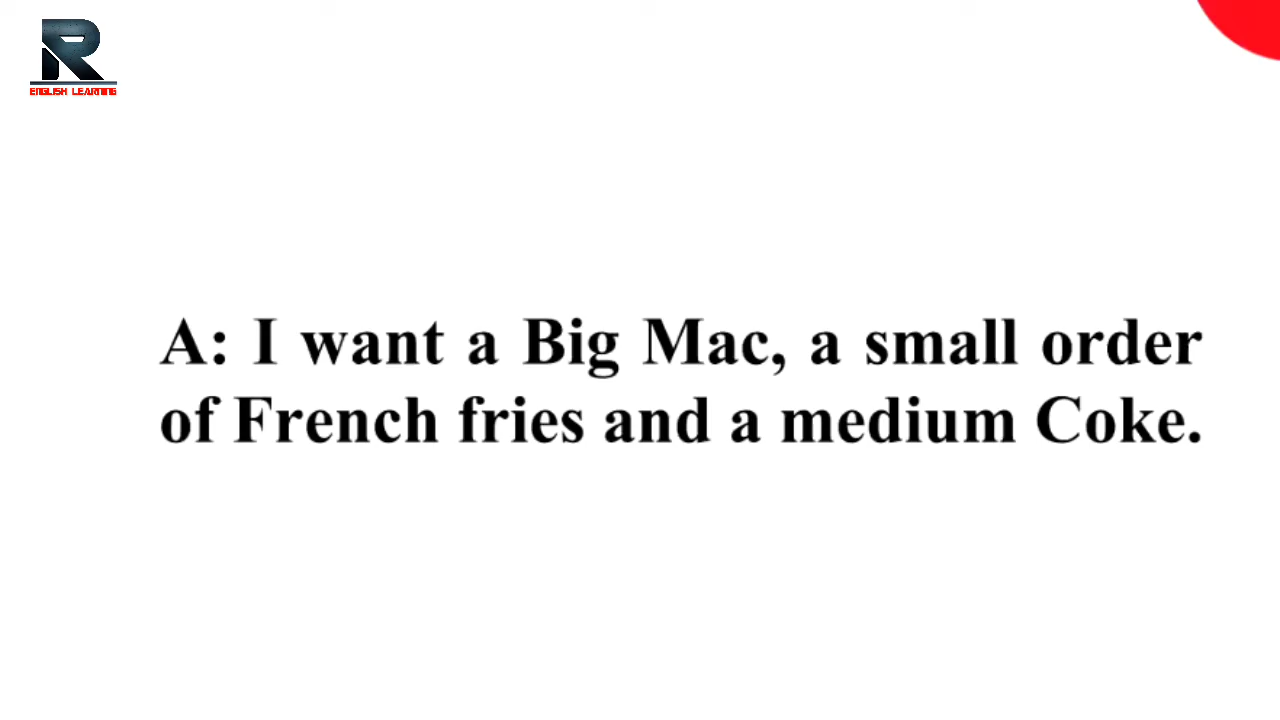 R
ENGLISH LEARNING
A: I want a Big Mac, a small order
of French fries and a medium Coke.